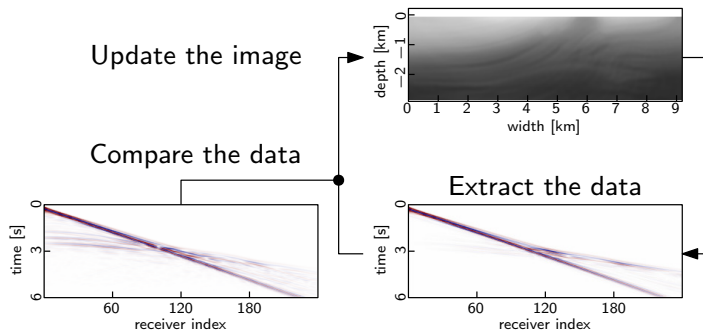 Update the image
depth [km]
0
−1
−2
0 1 2 3 4 5 6 7 8 9
width [km]
Compare the data
Extract the data
time [s]
0
3
6
60 120 180
receiver index
time [s]
0
3
6
60 120 180
receiver index